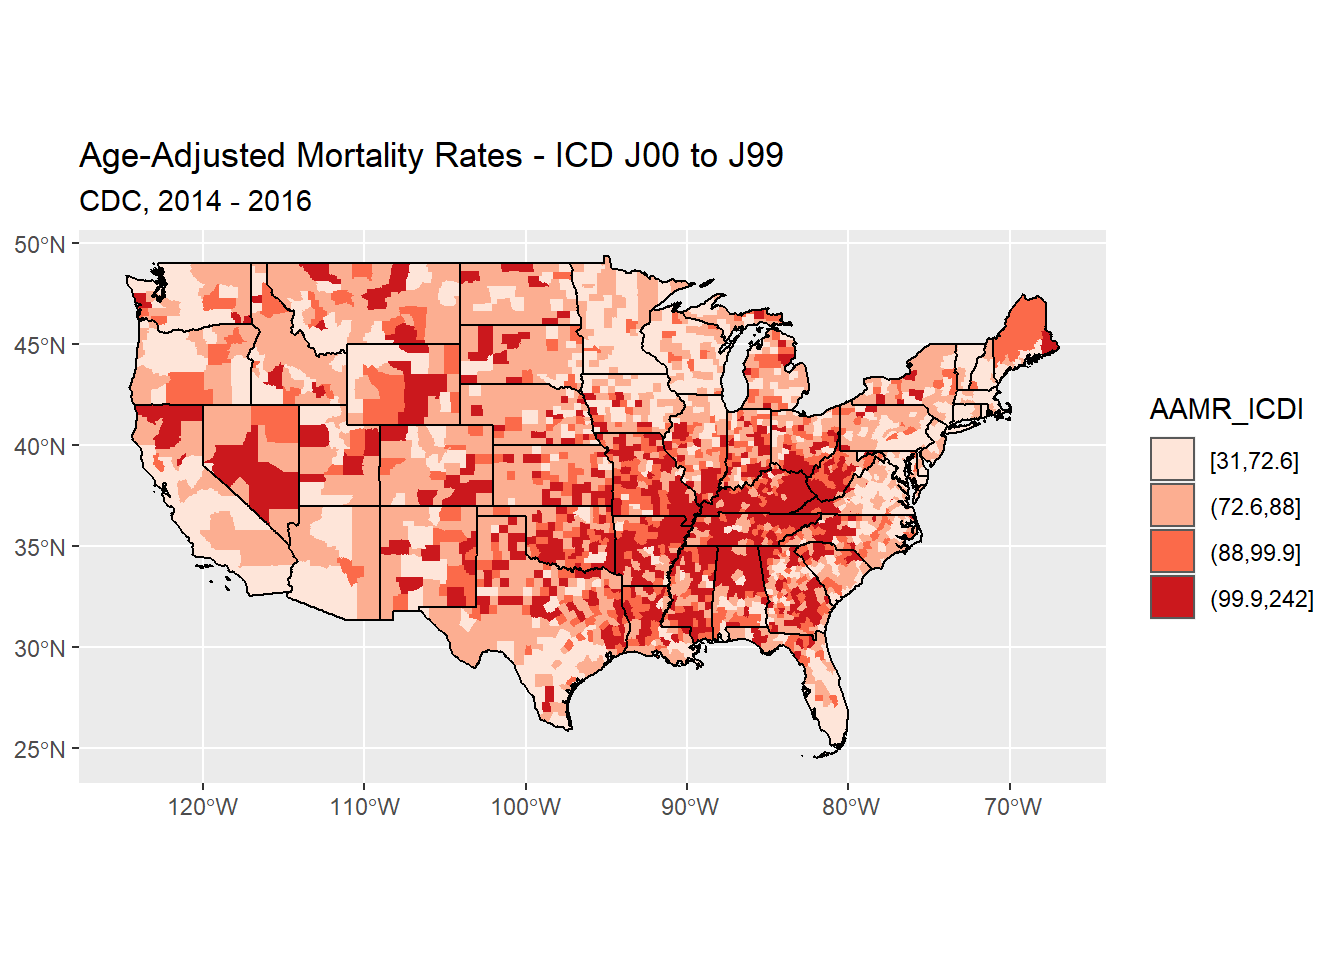 Age-Adjusted Mortality Rates - ICD J00 to J99
CDC, 2014 - 2016
50°N
45°N
40°N
35°N
30°N
25°N
120°W
110°W
100°W
90°W
80°W
70°W
AAMR_ICDI
[31,72.6]
(72.6,88]
(88,99.9]
(99.9,242]